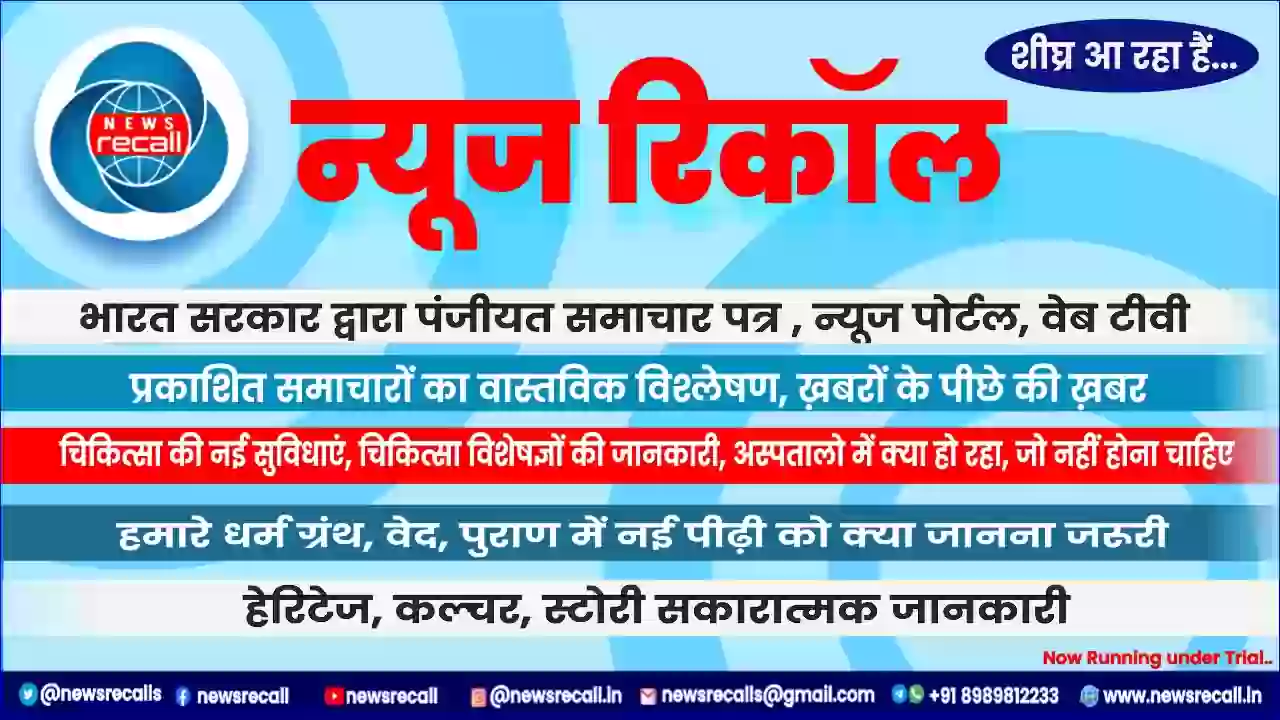 शीघ्र आ रहा हैं...
NEWS
recall
न्यूज रिकॉल
भारत सरकार द्वारा पंजीयत समाचार पत्र , न्यूज पोर्टल, वेब टीवी
प्रकाशित समाचारों का वास्तविक विश्लेषण, ख़बरों के पीछे की ख़बर
चिकित्सा की नई सुविधाएं, चिकित्सा विशेषज्ञों की जानकारी, अस्पतालो में क्या हो रहा, जो नहीं होना चाहिए
हमारे धर्म ग्रंथ, वेद, पुराण में नई पीढ़ी को क्या जानना जरूरी
हेरिटेज, कल्चर, स्टोरी सकारात्मक जानकारी
Now Running under Trial..
@newsrecalls newsrecall newsrecall @newsrecall.in newsrecalls@gmail.com +91 8989812233 www.newsrecall.in